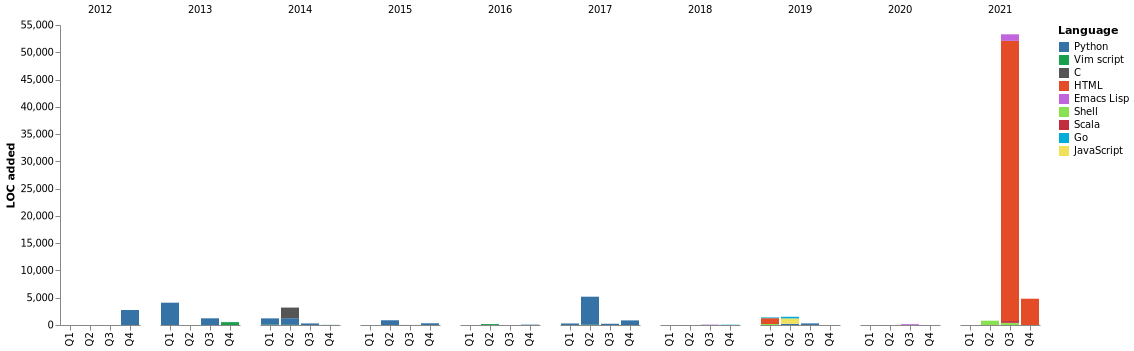 2012 2013 2014 2015 2016 2017 2018 2019 2020 2021
55,000
50,000
45,000
40,000
35,000
30,000
25,000
20,000
15,000
10,000
5,000
0
LOC added
Q1 Q2 Q3 Q4 Q1 Q2 Q3 Q4 Q1 Q2 Q3 Q4 Q1 Q2 Q3 Q4 Q1 Q2 Q3 Q4 Q1 Q2 Q3 Q4 Q1 Q2 Q3 Q4 Q1 Q2 Q3 Q4 Q1 Q2 Q3 Q4 Q1 Q2 Q3 Q4
Language
Python
Vim script
C
HTML
Emacs Lisp
Shell
Scala
Go
JavaScript